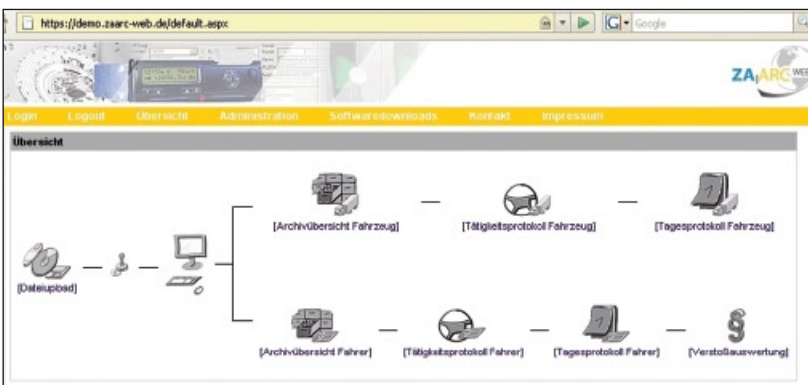 https://demo.zaarc-web.de/default.aspx
Google
ZA ARC WEB
Login Logout Übersicht Administration Softwaredownloads Kontakt Impressum
Übersicht
[Archivübersicht Fahrzeug] [Tätigkeitsprotokoll Fahrzeug] [Tagesprotokoll Fahrzeug]
[Dateiupload]
[Archivübersicht Fahrer] [Tätigkeitsprotokoll Fahrer] [Tagesprotokoll Fahrer] [Verstoßauswertung]